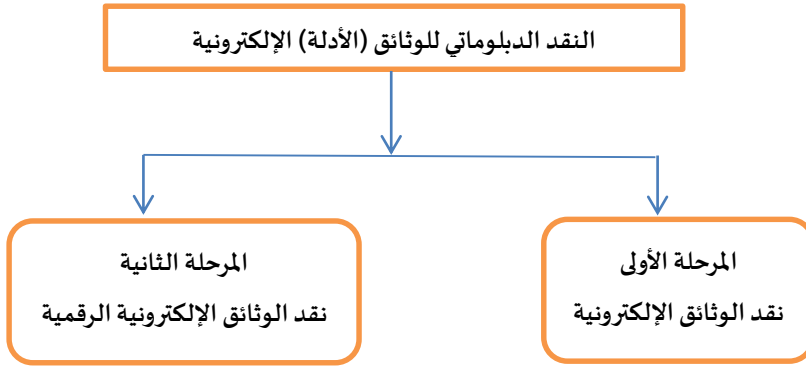 النقد الدبلوماتي للوثائق (الأدلة) الإلكترونية
المرحلة الأولى
نقد الوثائق الإلكترونية
المرحلة الثانية
نقد الوثائق الإلكترونية الرقمية